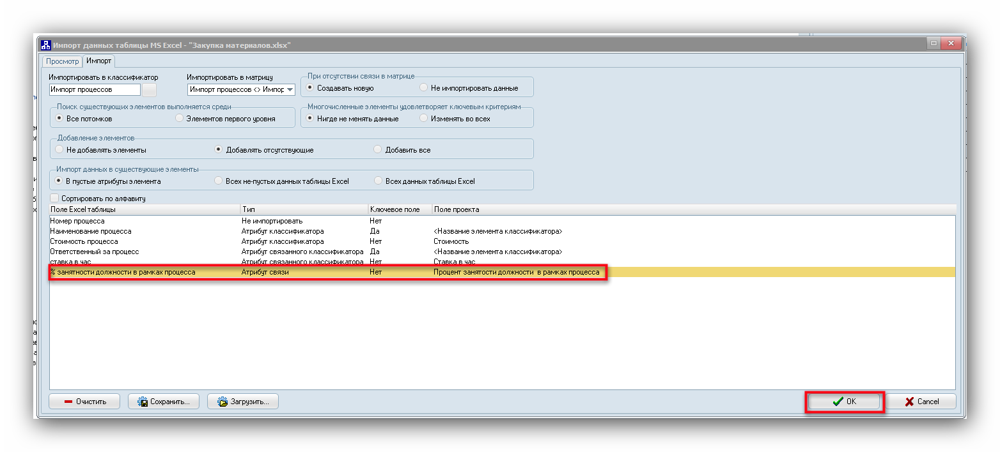 Импорт данных таблицы MS Excel - "Закупка материалов.xlsx"
Просмотр Импорт
Импортировать в классификатор Импортировать в матрицу При отсутствии связи в матрице
Импорт процессов Импорт процессов <> Импор Создавать новую Не импортировать данные
Поиск существующих элементов выполняется среди Многочисленные элементы удовлетворяет ключевым критериям
Все потомков Элементов первого уровня Нигде не менять данные Изменять во всех
Добавление элементов
Не добавлять элементы Добавлять отсутствующие Добавить все
Импорт данных в существующие элементы
В пустые атрибуты элемента Всех не-пустых данных таблицы Excel Всех данных таблицы Excel
Сортировать по алфавиту
Поле Excel таблицы Тип Ключевое поле Поле проекта
Номер процесса Не импортировать Нет
Наименование процесса Атрибут классификатора Да <Название элемента классификатора>
Стоимость процесса Атрибут классификатора Нет Стоимость
Ответственный за процесс Атрибут связанного классификатора Да <Название элемента классификатора>
ставка в час Атрибут связанного классификатора Нет Ставка в час
% занятности должности в рамках процесса Атрибут связи Нет Процент занятости должности в рамках процесса
Очистить Сохранить... Загрузить... OK Cancel